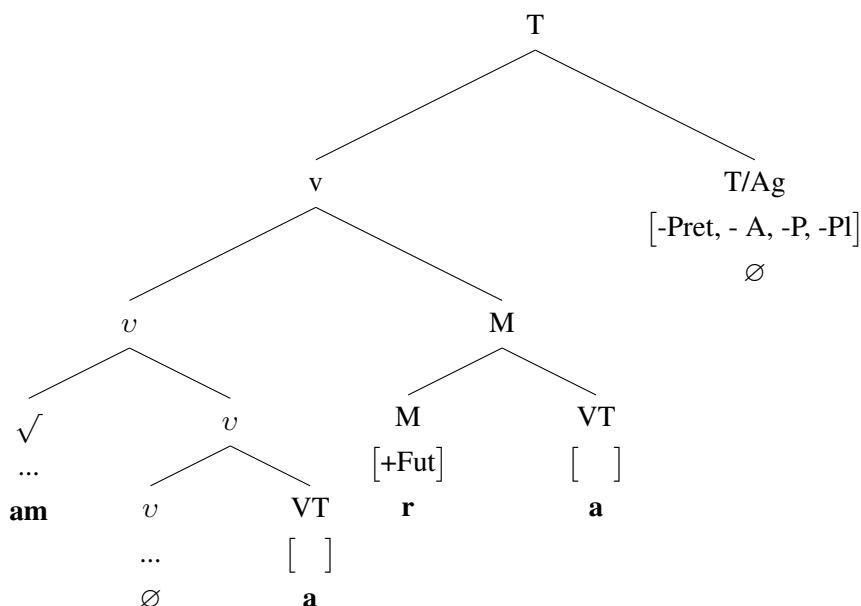 T
v T/Ag
[-Pret, - A, -P, -Pl]
∅
υ M
√ υ M VT
... [+Fut] [ ]
am υ VT r a
... [ ]
∅ a